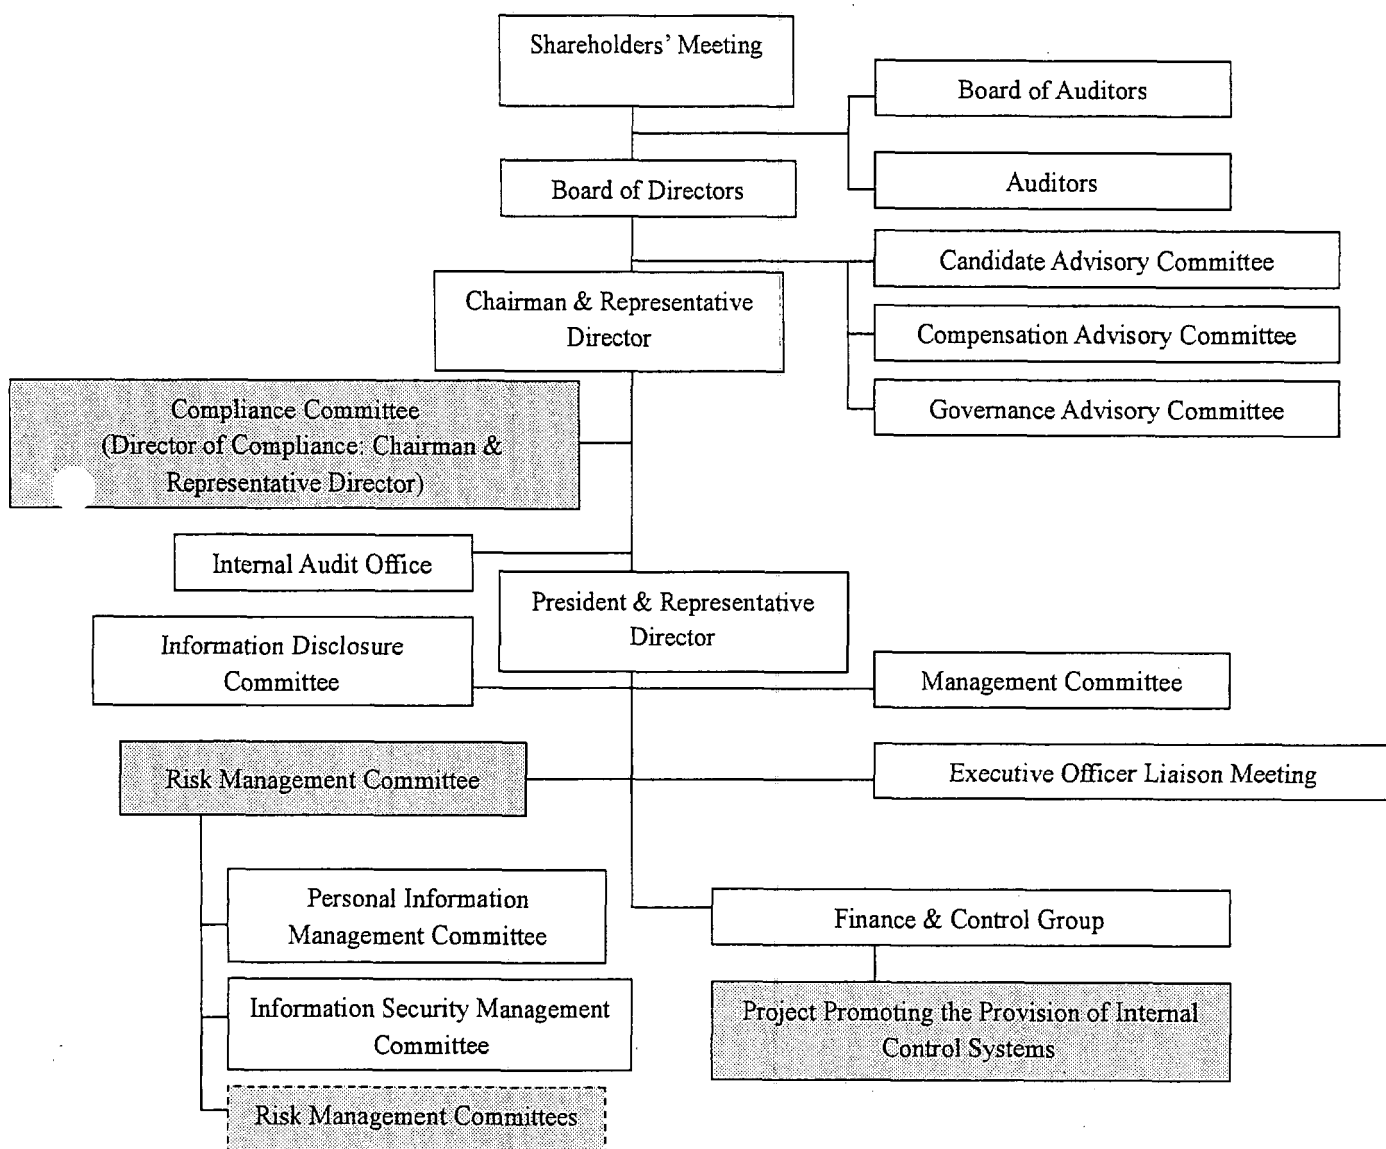 Shareholders’ Meeting
Board of Auditors
Board of Directors
Auditors
Candidate Advisory Committee
Chairman & Representative
Director
Compensation Advisory Committee
Governance Advisory Committee
Compliance Committee
(Director of Compliance: Chairman &
Representative Director)
Internal Audit Office
President & Representative
Director
Information Disclosure
Committee
Management Committee
Risk Management Committee
Executive Officer Liaison Meeting
Personal Information
Management Committee
Finance & Control Group
Information Security Management
Committee
Project Promoting the Provision of Internal
Control Systems
Risk Management Committees